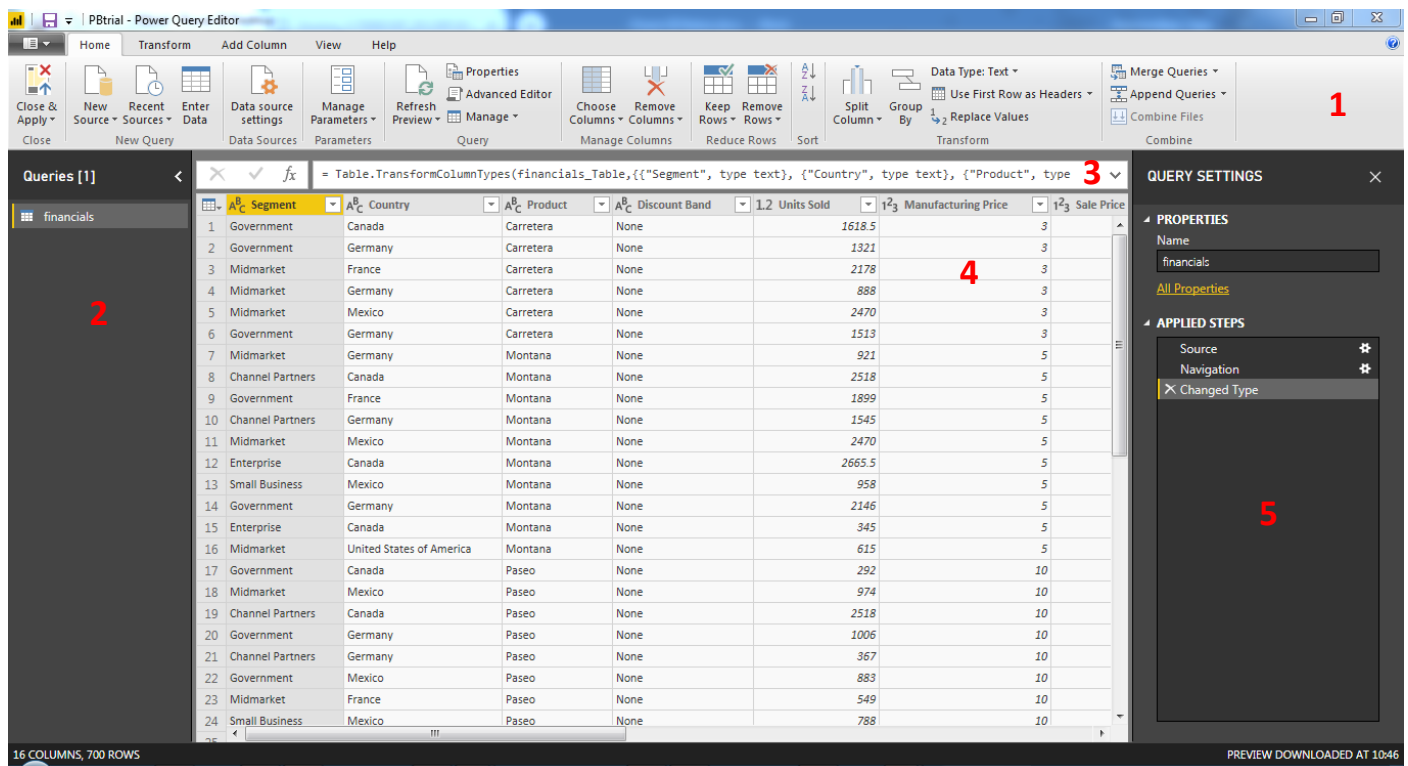 PBtrial - Power Query Editor
Home Transform Add Column View Help
Close & Apply
New Source
Recent Sources
Enter Data
Data source settings
Manage Parameters
Refresh Preview
Properties
Advanced Editor
Manage
Choose Columns
Remove Columns
Keep Rows
Remove Rows
Split Column
Group By
Data Type: Text
Use First Row as Headers
Replace Values
Merge Queries
Append Queries
Combine Files
1
Close New Query Data Sources Parameters Query Manage Columns Reduce Rows Sort Transform Combine
Queries [1]
financials
2
fx = Table.TransformColumnTypes(financials_Table,{{"Segment", type text}, {"Country", type text}, {"Product", type
3
ABC Segment ABC Country ABC Product ABC Discount Band 1.2 Units Sold 123 Manufacturing Price 123 Sale Price
1 Government Canada Carretera None 1618.5 3
2 Government Germany Carretera None 1321 3
3 Midmarket France Carretera None 2178 3
4 Midmarket Germany Carretera None 888 3
5 Midmarket Mexico Carretera None 2470 3
6 Government Germany Carretera None 1513 3
7 Midmarket Germany Montana None 921 5
8 Channel Partners Canada Montana None 2518 5
9 Government France Montana None 1899 5
10 Channel Partners Germany Montana None 1545 5
11 Midmarket Mexico Montana None 2470 5
12 Enterprise Canada Montana None 2665.5 5
13 Small Business Mexico Montana None 958 5
14 Government Germany Montana None 2146 5
15 Enterprise Canada Montana None 345 5
16 Midmarket United States of America Montana None 615 5
17 Government Canada Paseo None 292 10
18 Midmarket Mexico Paseo None 974 10
19 Channel Partners Canada Paseo None 2518 10
20 Government Germany Paseo None 1006 10
21 Channel Partners Germany Paseo None 367 10
22 Government Mexico Paseo None 883 10
23 Midmarket France Paseo None 549 10
24 Small Business Mexico Paseo None 788 10
4
QUERY SETTINGS
PROPERTIES
Name
financials
All Properties
APPLIED STEPS
Source
Navigation
Changed Type
5
16 COLUMNS, 700 ROWS
PREVIEW DOWNLOADED AT 10:46